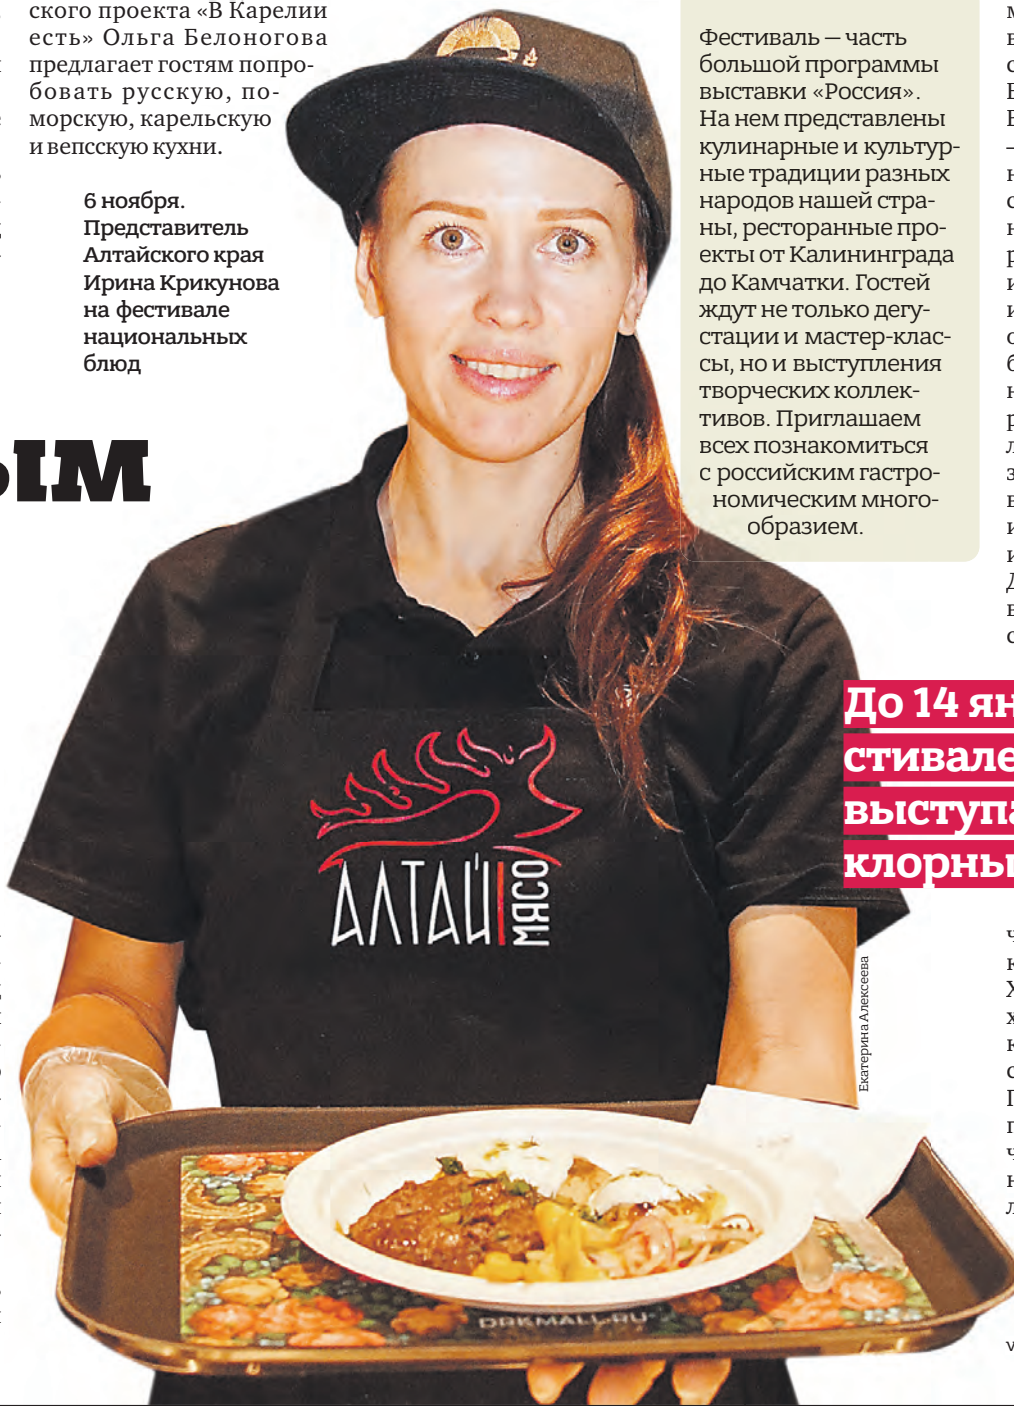 ского проекта «В Карелии
есть» Ольга Белоногова
предлагает гостям попро-
бовать русскую, по-
морскую, карельскую
и вепсскую кухни.
6 ноября.
Представитель
Алтайского края
Ирина Крикунова
на фестивале
национальных
блюд
ЫМ
Фестиваль — часть
большой программы
выставки «Россия».
На нем представлены
кулинарные и культур-
ные традиции разных
народов нашей стра-
ны, ресторанные про-
екты от Калининграда
до Камчатки. Гостей
ждут не только дегу-
стации и мастер-клас-
сы, но и выступления
творческих коллек-
тивов. Приглашаем
всех познакомиться
с российским гастро-
номическим много-
образием.
До 14 ян
стивале
выступа
клорны
АЛТАЙ
МЯСО
Екатерина Алексеева
DRKMALL.RU